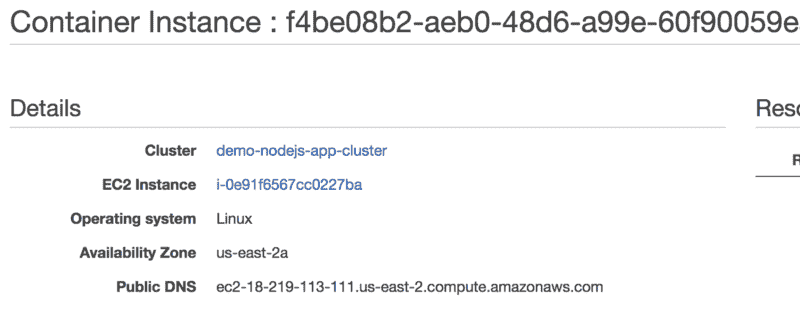 Container Instance : f4be08b2-aeb0-48d6-a99e-60f90059e
Details
Cluster demo-nodejs-app-cluster
EC2 Instance i-0e91f6567cc0227ba
Operating system Linux
Availability Zone us-east-2a
Public DNS ec2-18-219-113-111.us-east-2.compute.amazonaws.com